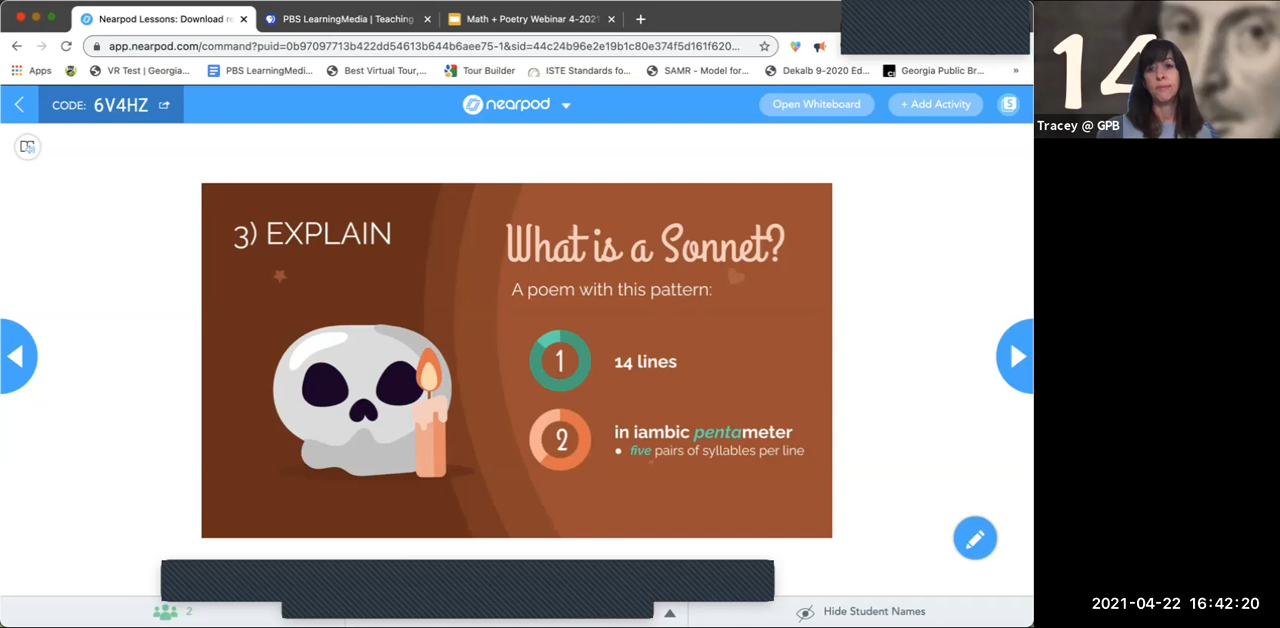 Nearpod Lessons: Download re
PBS LearningMedia | Teaching
Math + Poetry Webinar 4-2021
app.nearpod.com/command?puid=0b97097713b422dd54613b644b6aee75-1&sid=44c24b96e2e19b1c80e374f5d161f620...
Apps
VR Test | Georgia...
PBS LearningMedi...
Best Virtual Tour,...
Tour Builder
ISTE Standards fo...
SAMR - Model for...
Dekalb 9-2020 Ed...
Georgia Public Br...
»
CODE: 6V4HZ
nearpod
Open Whiteboard
+ Add Activity
S
14
Tracey @ GPB
3) EXPLAIN
What is a Sonnet?
A poem with this pattern:
1
14 lines
2
in iambic pentameter
• five pairs of syllables per line
2
Hide Student Names
2021-04-22 16:42:20